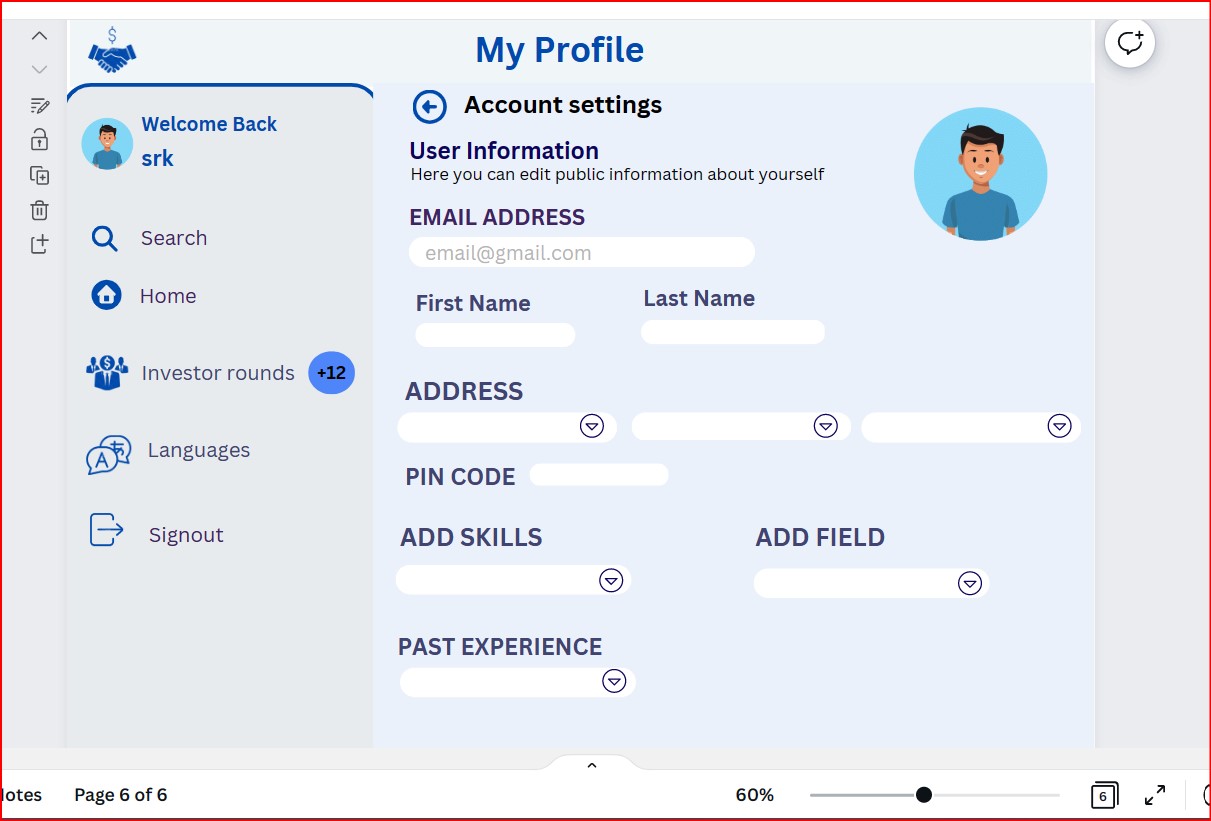 My Profile
Welcome Back
srk
Search
Home
Investor rounds +12
Languages
Signout
Account settings
User Information
Here you can edit public information about yourself
EMAIL ADDRESS
email@gmail.com
First Name
Last Name
ADDRESS
PIN CODE
ADD SKILLS
ADD FIELD
PAST EXPERIENCE
Page 6 of 6
60%
6